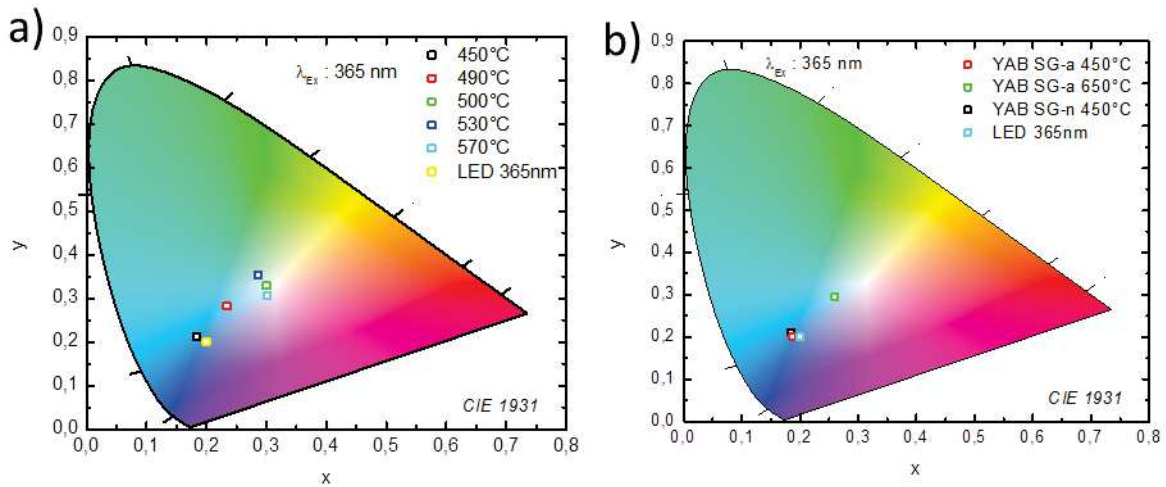 a)
λEx : 365 nm
450°C
490°C
500°C
530°C
570°C
LED 365nm
0,9
0,8
0,7
0,6
0,5
0,4
0,3
0,2
0,1
0,0
y
CIE 1931
0,0 0,1 0,2 0,3 0,4 0,5 0,6 0,7 0,8
x
b)
λEx : 365 nm
YAB SG-a 450°C
YAB SG-a 650°C
YAB SG-n 450°C
LED 365nm
0,9
0,8
0,7
0,6
0,5
0,4
0,3
0,2
0,1
0,0
y
CIE 1931
0,0 0,1 0,2 0,3 0,4 0,5 0,6 0,7 0,8
x